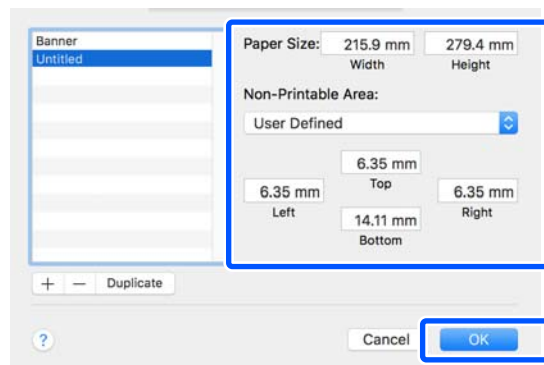 Banner
Untitled
Paper Size: 215.9 mm 279.4 mm
Width Height
Non-Printable Area:
User Defined
6.35 mm
Top
6.35 mm 6.35 mm
Left Right
14.11 mm
Bottom
+ − Duplicate
? Cancel OK